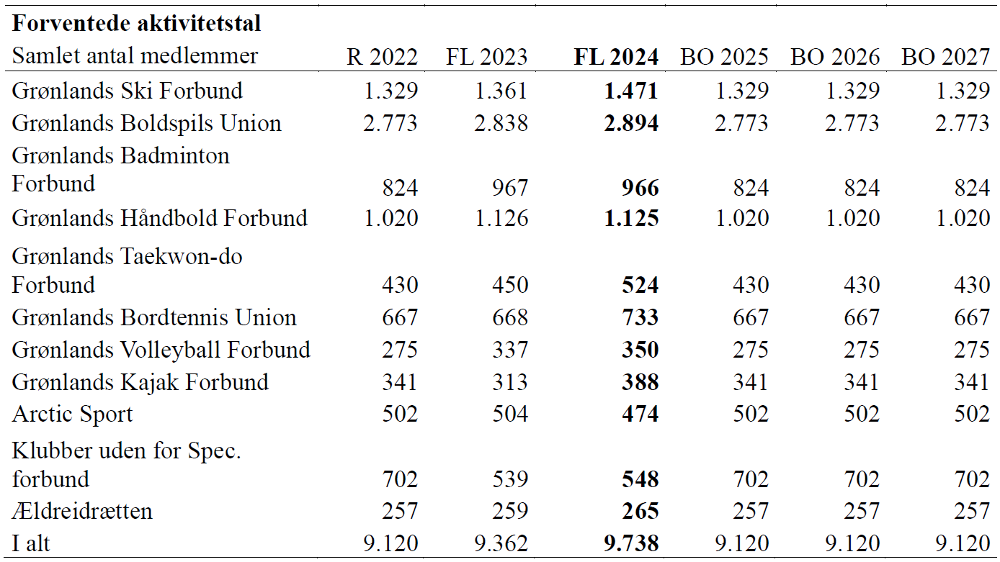 Forventede aktivitetstal
Samlet antal medlemmer R 2022 FL 2023 FL 2024 BO 2025 BO 2026 BO 2027
Grønlands Ski Forbund 1.329 1.361 1.471 1.329 1.329 1.329
Grønlands Boldspils Union 2.773 2.838 2.894 2.773 2.773 2.773
Grønlands Badminton
Forbund 824 967 966 824 824 824
Grønlands Håndbold Forbund 1.020 1.126 1.125 1.020 1.020 1.020
Grønlands Taekwon-do
Forbund 430 450 524 430 430 430
Grønlands Bordtennis Union 667 668 733 667 667 667
Grønlands Volleyball Forbund 275 337 350 275 275 275
Grønlands Kajak Forbund 341 313 388 341 341 341
Arctic Sport 502 504 474 502 502 502
Klubber uden for Spec.
forbund 702 539 548 702 702 702
Ældreidrætten 257 259 265 257 257 257
I alt 9.120 9.362 9.738 9.120 9.120 9.120